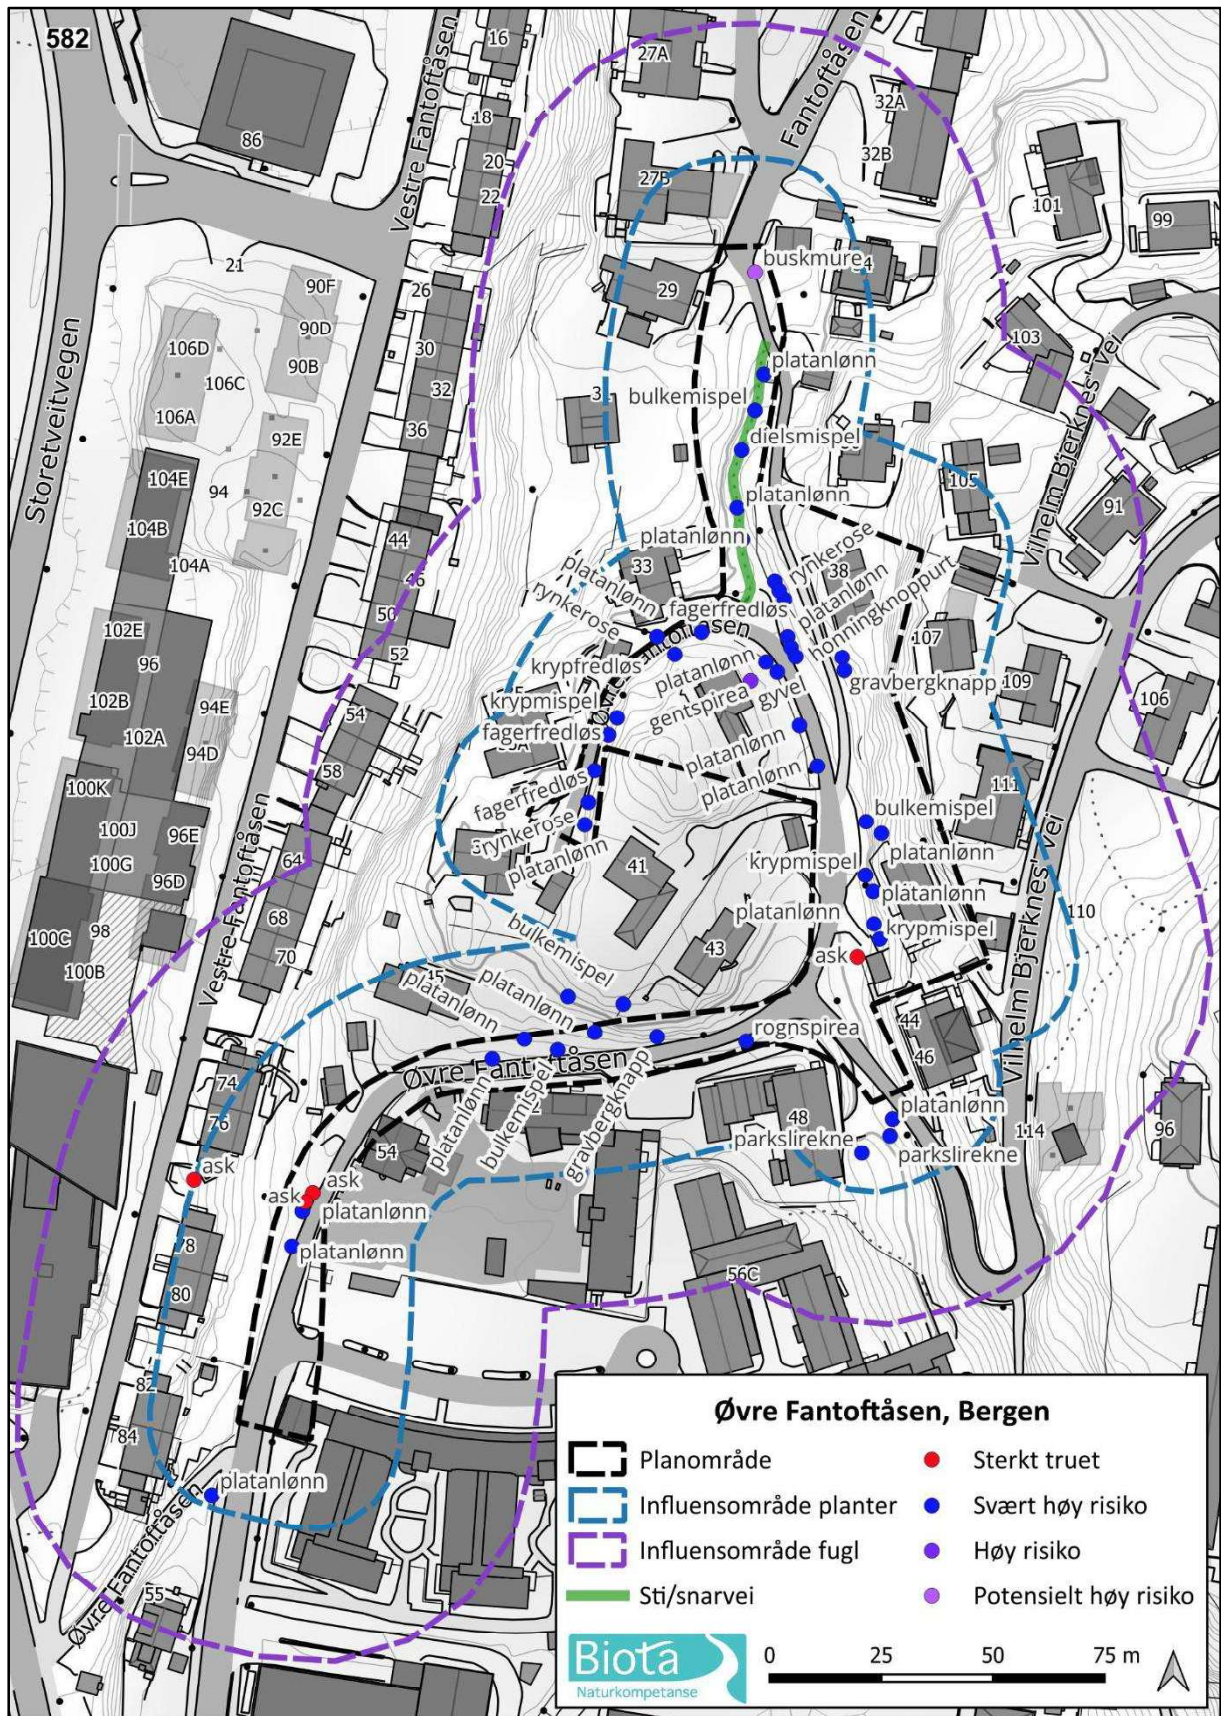 582
16
27A
Fantoftåsen
Vestre Fantoftåsen
32A
18
86
20
32B
27B
22
101
99
21
buskmure
90F
26
29
103
90D
30
106D
90B
106C
32
platanlønn
106A
bulkemispel
36
92E
dielsmispel
Storetveitvegen
104E
94
105
Vilhelm Bjerknes' vei
92C
platanlønn
91
104B
44
platanlønn
rynkerose
104A
46
33
38
platanlønn
platanlønn
honningknoppurt
rynkerose
fagerfredløs
50
102E
107
52
96
krypfredløs
platanlønn
gravbergknapp
109
106
94E
krypmispel
gentspirea
gyvel
102B
54
Øvre Fantoftåsen
102A
fagerfredløs
94D
platanlønn
58
100K
fagerfredløs
platanlønn
111
100J
bulkemispel
96E
rynkerose
64
100G
platanlønn
41
krypmispel
platanlønn
96D
68
platanlønn
platanlønn
110
98
bulkemispel
krypmispel
100C
70
43
ask
100B
Vestre Fantoftåsen
platanlønn
platanlønn
44
rognspirea
46
Vilhelm Bjerknes' vei
Øvre Fantoftåsen
74
platanlønn
76
48
platanlønn
54
bulkemispel
gravbergknapp
parkslirekne
114
96
parkslirekne
ask
ask
ask
platanlønn
78
platanlønn
56C
80
82
84
platanlønn
Øvre Fantoftåsen
55
Øvre Fantoftåsen, Bergen
Planområde
Sterkt truet
Influensområde planter
Svært høy risiko
Influensområde fugl
Høy risiko
Sti/snarvei
Potensielt høy risiko
Biota
Naturkompetanse
0 25 50 75 m